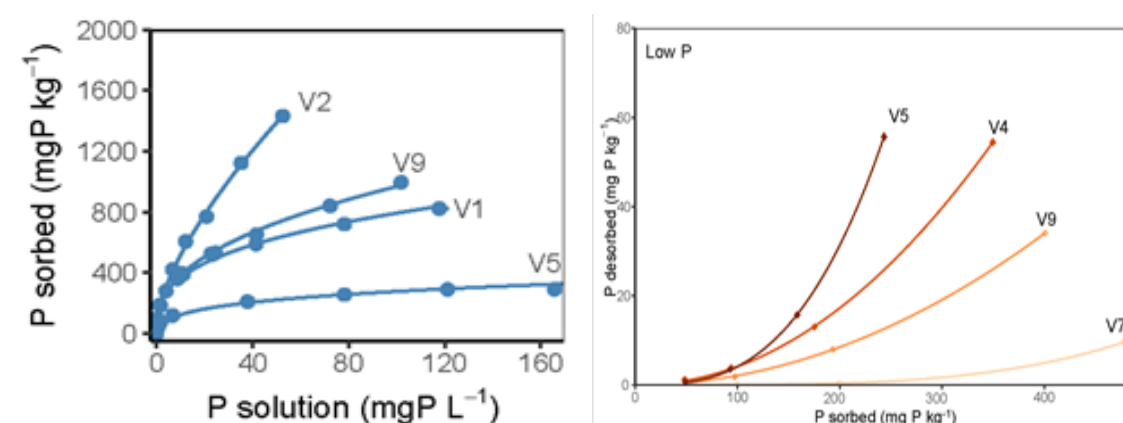 2000
1600
1200
800
400
0
P sorbed (mgP kg⁻¹)
V2
V9
V1
V5
0 40 80 120 160
P solution (mgP L⁻¹)
80
60
40
20
0
P desorbed (mg P kg⁻¹)
Low P
V5
V4
V9
V7
0 100 200 300 400
P sorbed (mg P kg⁻¹)